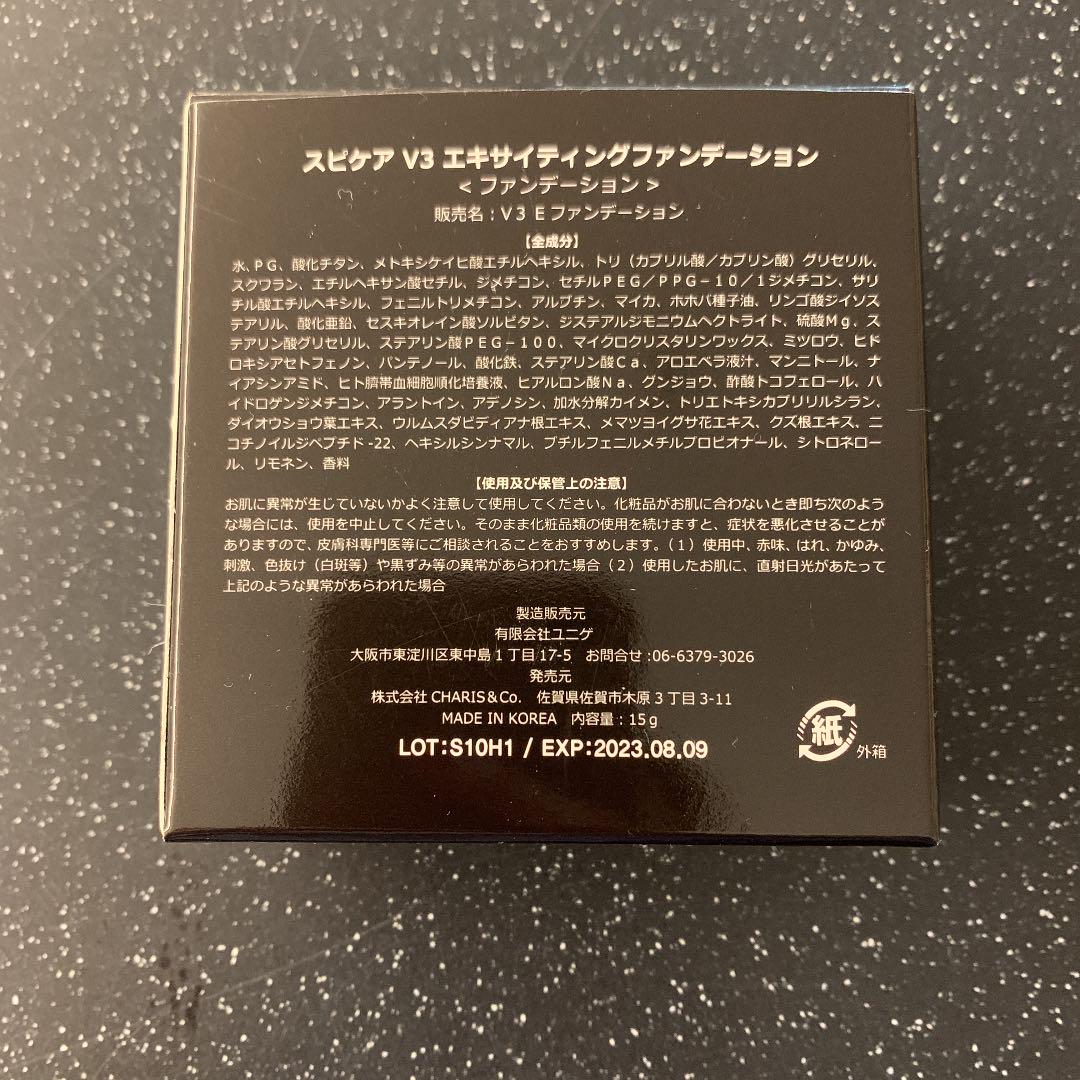 スピケア V3 エキサイティングファンデーション
< ファンデーション >
販売名：V3 E ファンデーション
【全成分】
水、PG、酸化チタン、メトキシケイヒ酸エチルヘキシル、トリ（カプリル酸／カプリン酸）グリセリル、
スクワラン、エチルヘキサン酸セチル、ジメチコン、セチルPEG／PPG－10／1ジメチコン、サリ
チル酸エチルヘキシル、フェニルトリメチコン、アルブチン、マイカ、ホホバ種子油、リンゴ酸ジイソス
テアリル、酸化亜鉛、セスキオレイン酸ソルビタン、ジステアルジモニウムヘクトライト、硫酸Mg、ス
テアリン酸グリセリル、ステアリン酸PEG－100、マイクロクリスタリンワックス、ミツロウ、ヒド
ロキシアセトフェノン、パンテノール、酸化鉄、ステアリン酸Ca、アロエベラ液汁、マンニトール、ナ
イアシンアミド、ヒト臍帯血細胞順化培養液、ヒアルロン酸Na、グンジョウ、酢酸トコフェロール、ハ
イドロゲンジメチコン、アラントイン、アデノシン、加水分解カイメン、トリエトキシカプリリルシラン、
ダイオウショウ葉エキス、ウルムスダビディアナ根エキス、メマツヨイグサ花エキス、クズ根エキス、ニ
コチノイルジペプチド-22、ヘキシルシンナマル、ブチルフェニルメチルプロピオナール、シトロネロー
ル、リモネン、香料
【使用及び保管上の注意】
お肌に異常が生じていないかよく注意して使用してください。化粧品がお肌に合わないとき即ち次のよう
な場合には、使用を中止してください。そのまま化粧品類の使用を続けますと、症状を悪化させることが
ありますので、皮膚科専門医等にご相談されることをおすすめします。（1）使用中、赤味、はれ、かゆみ、
刺激、色抜け（白斑等）や黒ずみ等の異常があらわれた場合（2）使用したお肌に、直射日光があたって
上記のような異常があらわれた場合
製造販売元
有限会社ユニゲ
大阪市東淀川区東中島1丁目17-5 お問合せ:06-6379-3026
発売元
株式会社 CHARIS＆Co. 佐賀県佐賀市木原3丁目3-11
MADE IN KOREA 内容量：15g
LOT:S10H1 / EXP:2023.08.09
紙
外箱